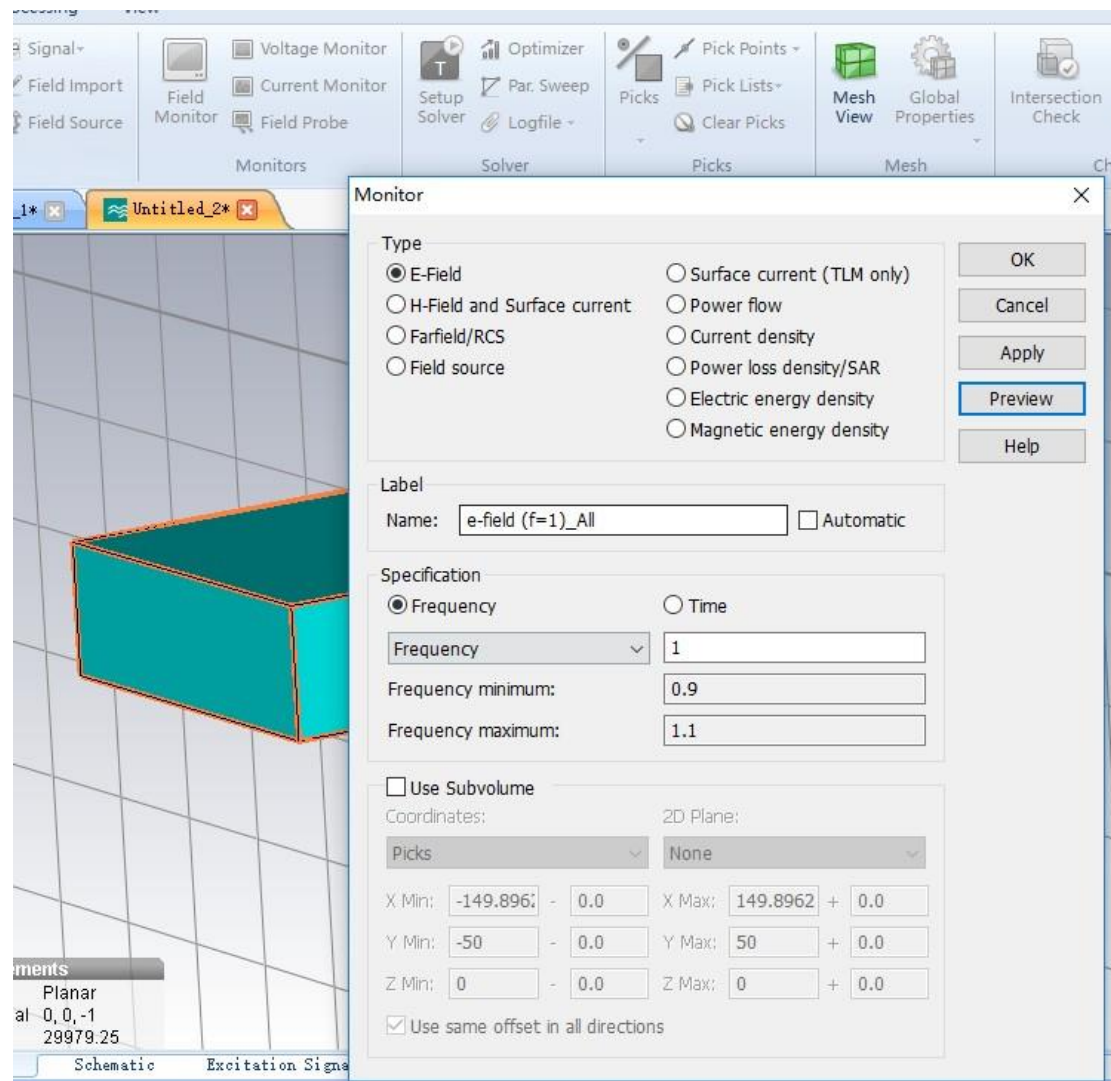 Signal
Voltage Monitor
Optimizer
Pick Points
Field Import
Current Monitor
Par. Sweep
Pick Lists
Field Source
Field Probe
Logfile
Clear Picks
Field Monitor
Setup Solver
Picks
Mesh View
Global Properties
Intersection Check
Monitors
Solver
Picks
Mesh
_1*
Untitled_2*
Monitor
Type
E-Field
Surface current (TLM only)
OK
H-Field and Surface current
Power flow
Cancel
Farfield/RCS
Current density
Apply
Field source
Power loss density/SAR
Electric energy density
Preview
Magnetic energy density
Help
Label
Name: e-field (f=1)_All
Automatic
Specification
Frequency
Time
Frequency
1
Frequency minimum: 0.9
Frequency maximum: 1.1
Use Subvolume
Coordinates:
2D Plane:
Picks
None
X Min: -149.896 - 0.0 X Max: 149.8962 + 0.0
Y Min: -50 - 0.0 Y Max: 50 + 0.0
Z Min: 0 - 0.0 Z Max: 0 + 0.0
Use same offset in all directions
Planar
al 0, 0, -1
29979.25
Schematic
Excitation Signa